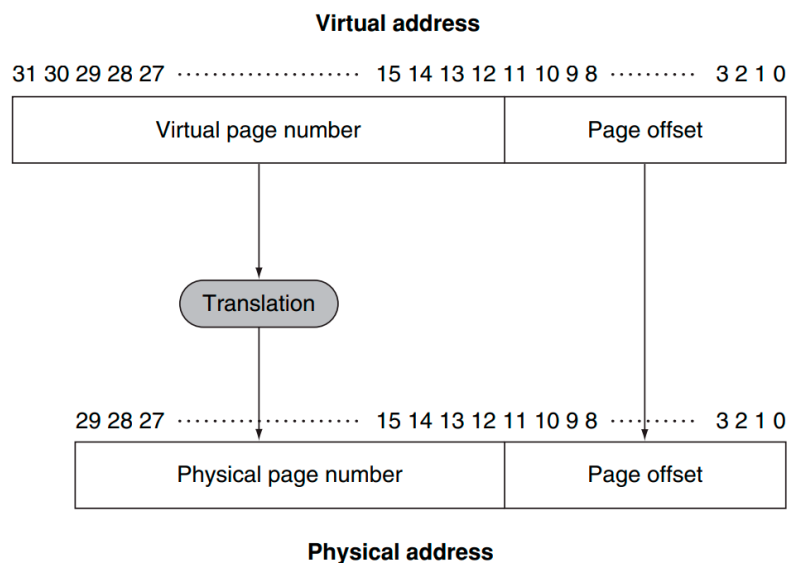 Virtual address
31 30 29 28 27 ···················· 15 14 13 12 11 10 9 8 ·········· 3 2 1 0
Virtual page number Page offset
Translation
29 28 27 ···················· 15 14 13 12 11 10 9 8 ·········· 3 2 1 0
Physical page number Page offset
Physical address